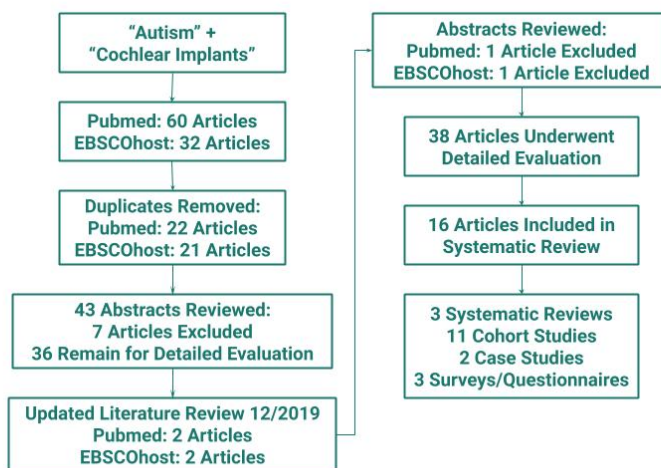 “Autism” +
“Cochlear Implants”
Pubmed: 60 Articles
EBSCOhost: 32 Articles
Duplicates Removed:
Pubmed: 22 Articles
EBSCOhost: 21 Articles
43 Abstracts Reviewed:
7 Articles Excluded
36 Remain for Detailed Evaluation
Updated Literature Review 12/2019
Pubmed: 2 Articles
EBSCOhost: 2 Articles
Abstracts Reviewed:
Pubmed: 1 Article Excluded
EBSCOhost: 1 Article Excluded
38 Articles Underwent
Detailed Evaluation
16 Articles Included in
Systematic Review
3 Systematic Reviews
11 Cohort Studies
2 Case Studies
3 Surveys/Questionnaires